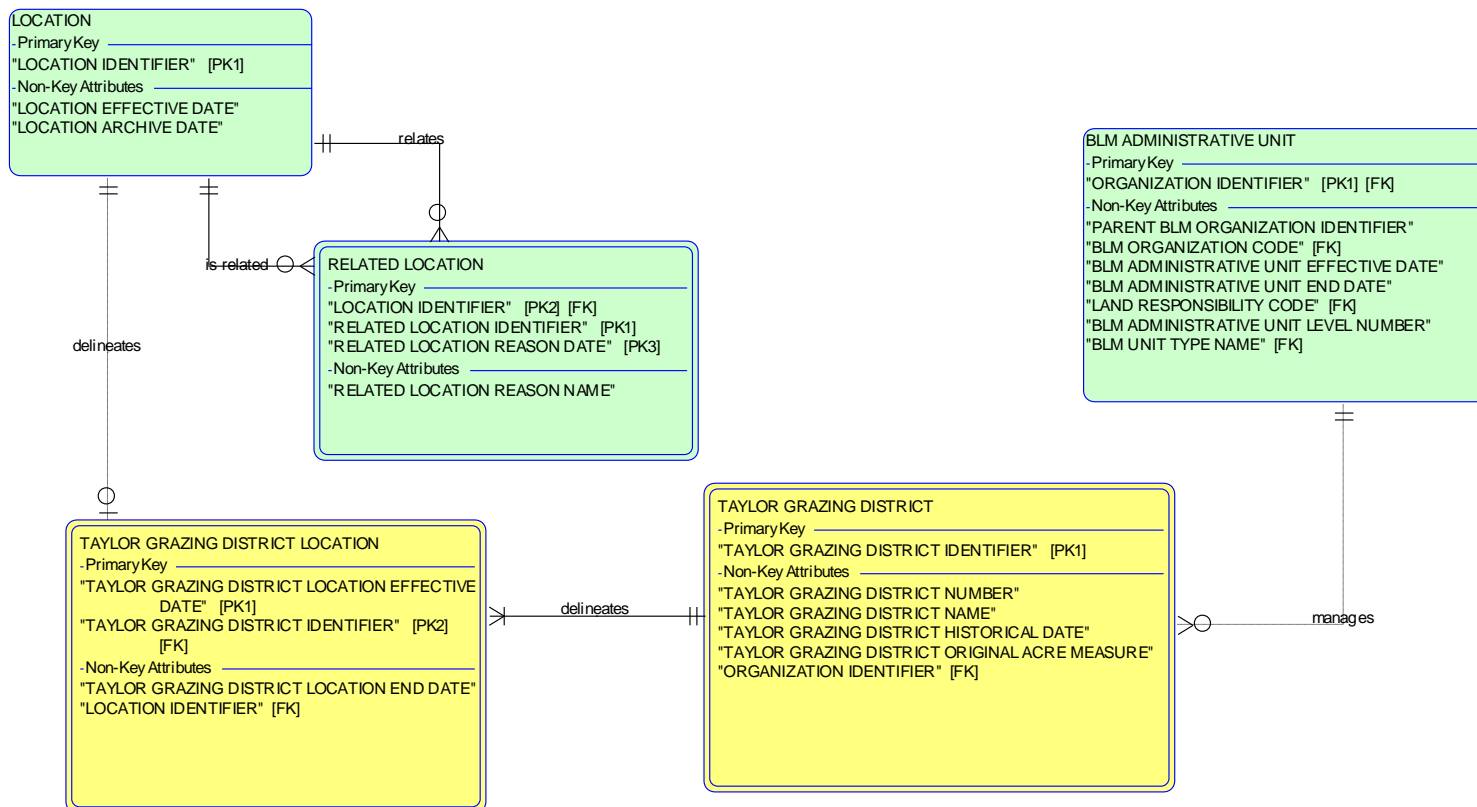 LOCATION
-Primary Key
"LOCATION IDENTIFIER" [PK1]
-Non-Key Attributes
"LOCATION EFFECTIVE DATE"
"LOCATION ARCHIVE DATE"
relates
is related
delineates
RELATED LOCATION
-Primary Key
"LOCATION IDENTIFIER" [PK2] [FK]
"RELATED LOCATION IDENTIFIER" [PK1]
"RELATED LOCATION REASON DATE" [PK3]
-Non-Key Attributes
"RELATED LOCATION REASON NAME"
BLM ADMINISTRATIVE UNIT
-Primary Key
"ORGANIZATION IDENTIFIER" [PK1] [FK]
-Non-Key Attributes
"PARENT BLM ORGANIZATION IDENTIFIER"
"BLM ORGANIZATION CODE" [FK]
"BLM ADMINISTRATIVE UNIT EFFECTIVE DATE"
"BLM ADMINISTRATIVE UNIT END DATE"
"LAND RESPONSIBILITY CODE" [FK]
"BLM ADMINISTRATIVE UNIT LEVEL NUMBER"
"BLM UNIT TYPE NAME" [FK]
TAYLOR GRAZING DISTRICT LOCATION
-Primary Key
"TAYLOR GRAZING DISTRICT LOCATION EFFECTIVE
DATE" [PK1]
"TAYLOR GRAZING DISTRICT IDENTIFIER" [PK2]
[FK]
-Non-Key Attributes
"TAYLOR GRAZING DISTRICT LOCATION END DATE"
"LOCATION IDENTIFIER" [FK]
delineates
TAYLOR GRAZING DISTRICT
-Primary Key
"TAYLOR GRAZING DISTRICT IDENTIFIER" [PK1]
-Non-Key Attributes
"TAYLOR GRAZING DISTRICT NUMBER"
"TAYLOR GRAZING DISTRICT NAME"
"TAYLOR GRAZING DISTRICT HISTORICAL DATE"
"TAYLOR GRAZING DISTRICT ORIGINAL ACRE MEASURE"
"ORGANIZATION IDENTIFIER" [FK]
manages